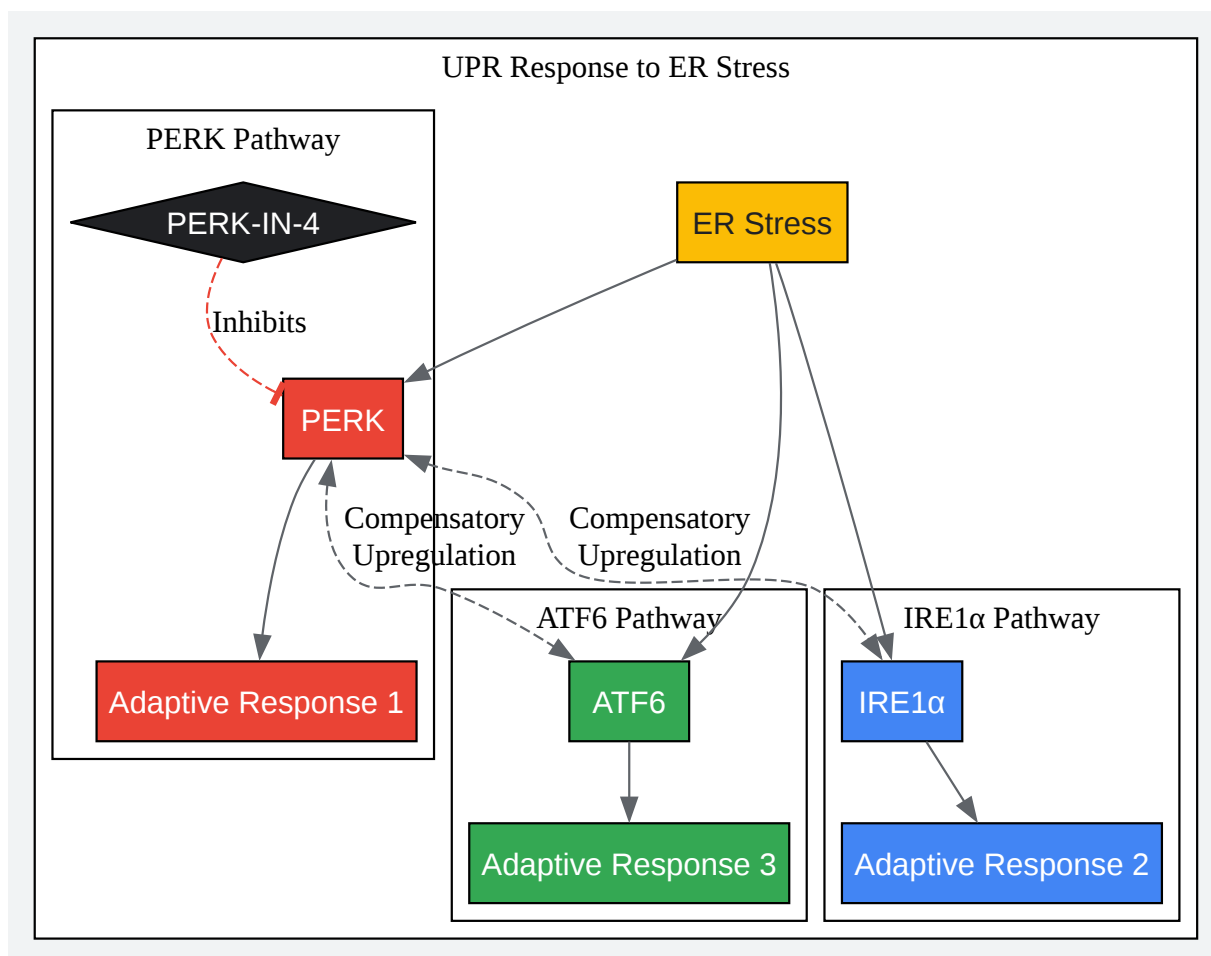 UPR Response to ER Stress
PERK Pathway
PERK-IN-4
ER Stress
Inhibits
PERK
Compensatory
Upregulation
Compensatory
Upregulation
ATF6 Pathway
IRE1α Pathway
Adaptive Response 1
ATF6
IRE1α
Adaptive Response 3
Adaptive Response 2